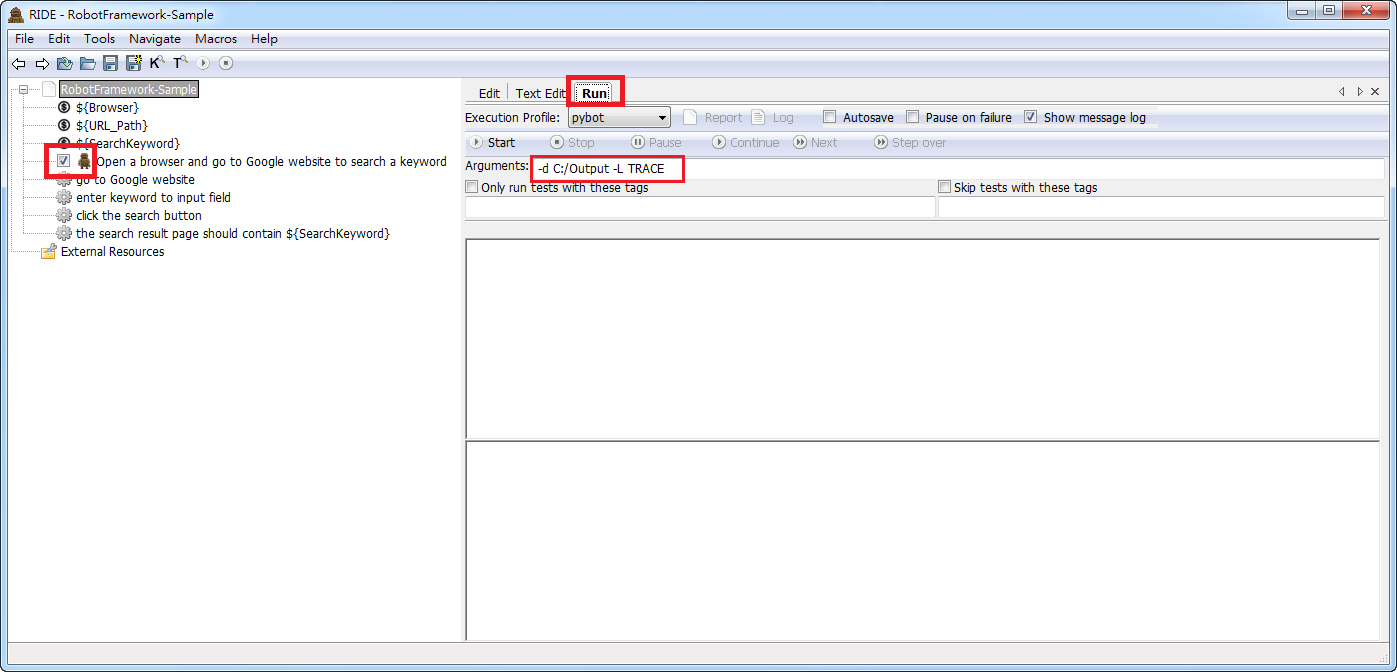 RIDE - RobotFramework-Sample
File Edit Tools Navigate Macros Help
K T
RobotFramework-Sample
${Browser}
${URL_Path}
${SearchKeyword}
Open a browser and go to Google website to search a keyword
go to Google website
enter keyword to input field
click the search button
the search result page should contain ${SearchKeyword}
External Resources
Edit Text Edit Run
Execution Profile: pybot Report Log Autosave Pause on failure Show message log
Start Stop Pause Continue Next Step over
Arguments: -d C:/Output -L TRACE
Only run tests with these tags Skip tests with these tags